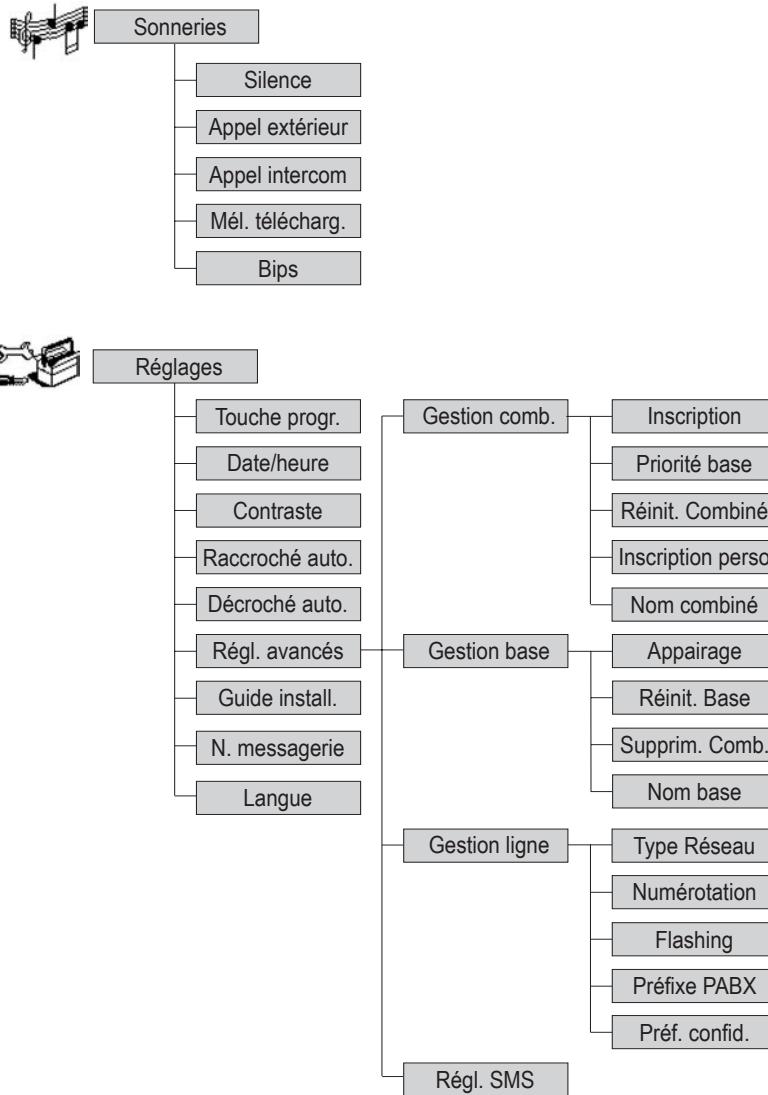 Sonneries
Silence
Appel extérieur
Appel intercom
Mél. télécharg.
Bips
Réglages
Touche progr.
Date/heure
Contraste
Raccroché auto.
Décroché auto.
Régl. avancés
Guide install.
N. messagerie
Langue
Gestion comb.
Inscription
Priorité base
Réinit. Combiné
Inscription perso
Nom combiné
Gestion base
Appairage
Réinit. Base
Supprim. Comb.
Nom base
Gestion ligne
Type Réseau
Numérotation
Flashing
Préfixe PABX
Préf. confid.
Régl. SMS